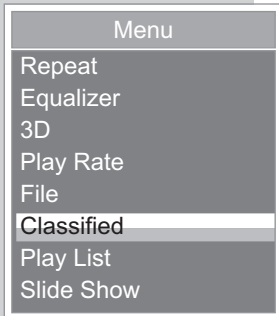 Menu
Repeat
Equalizer
3D
Play Rate
File
Classified
Play List
Slide Show